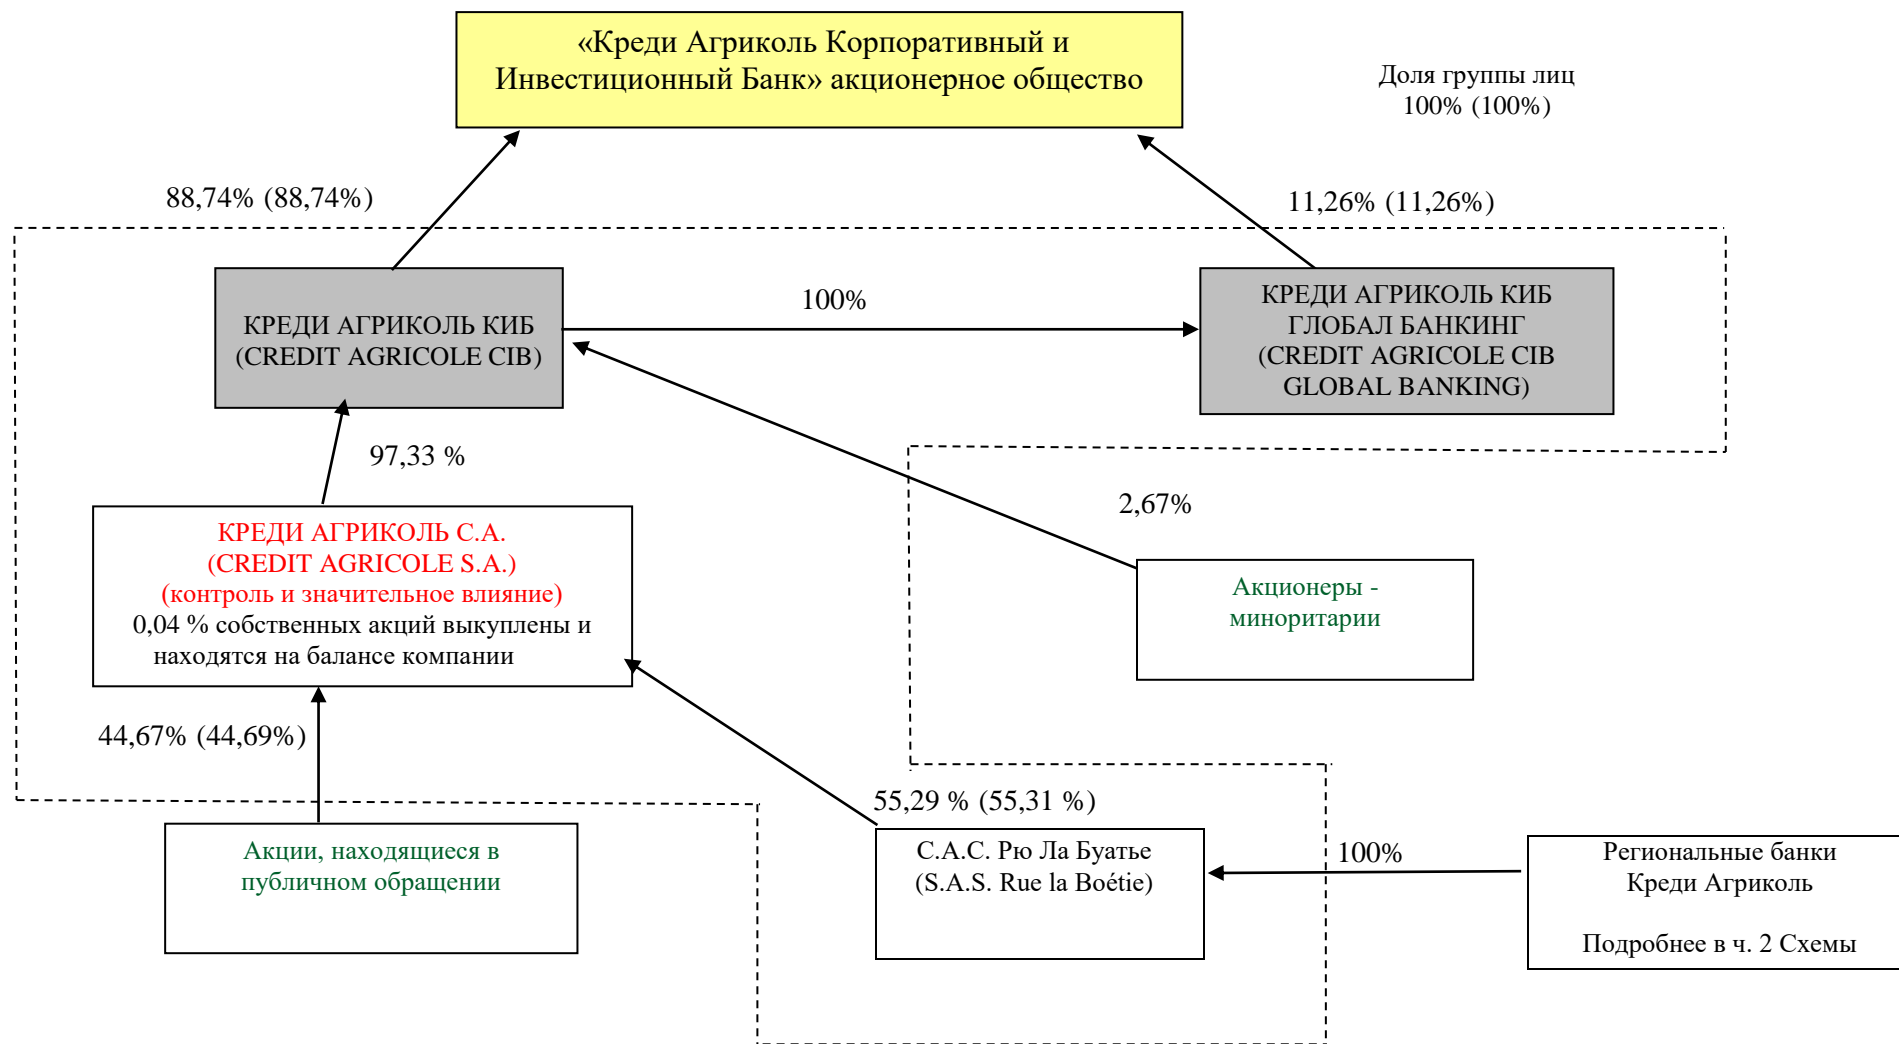 «Креди Агриколь Корпоративный и
Инвестиционный Банк» акционерное общество
Доля группы лиц
100% (100%)
88,74% (88,74%)
11,26% (11,26%)
КРЕДИ АГРИКОЛЬ КИБ
(CREDIT AGRICOLE CIB)
100%
КРЕДИ АГРИКОЛЬ КИБ
ГЛОБАЛ БАНКИНГ
(CREDIT AGRICOLE CIB
GLOBAL BANKING)
97,33 %
2,67%
КРЕДИ АГРИКОЛЬ С.А.
(CREDIT AGRICOLE S.A.)
(контроль и значительное влияние)
0,04 % собственных акций выкуплены и
находятся на балансе компании
Акционеры -
миноритарии
44,67% (44,69%)
55,29 % (55,31 %)
Акции, находящиеся в
публичном обращении
С.А.С. Рю Ла Буатье
(S.A.S. Rue la Boétie)
100%
Региональные банки
Креди Агриколь
Подробнее в ч. 2 Схемы